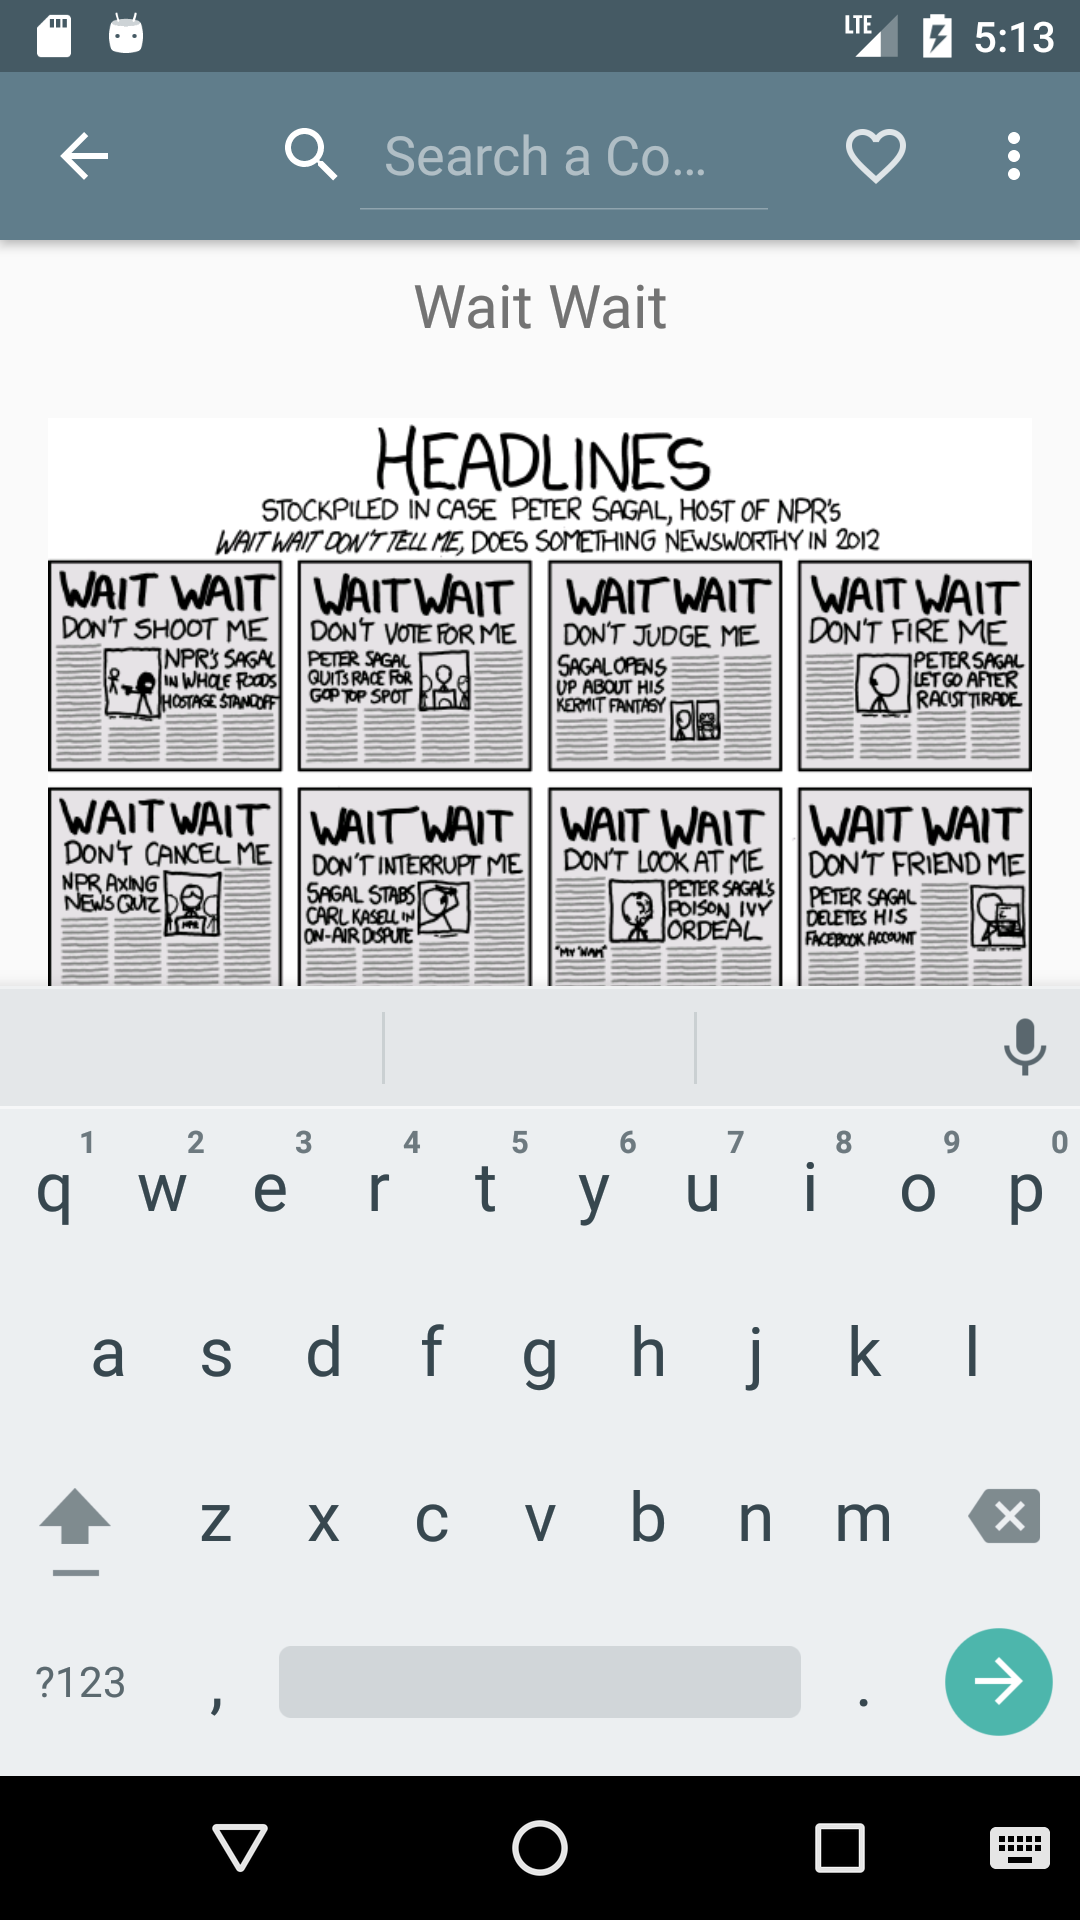 LTE 5:13
Search a Co...
Wait Wait
HEADLINES
STOCKPILED IN CASE PETER SAGAL, HOST OF NPR'S
WAIT WAIT DON'T TELL ME, DOES SOMETHING NEWSWORTHY IN 2012
WAIT WAIT
DON'T SHOOT ME
NPR'S SAGAL
IN WHOLE FOODS
HOSTAGE STANDOFF
WAIT WAIT
DON'T VOTE FOR ME
PETER SAGAL
QUITS RACE FOR
GOP TOP SPOT
WAIT WAIT
DON'T JUDGE ME
SAGAL OPENS
UP ABOUT HIS
KERMIT FANTASY
WAIT WAIT
DON'T FIRE ME
PETER SAGAL
LET GO AFTER
RACIST TIRADE
WAIT WAIT
DON'T CANCEL ME
NPR AXING
NEWS QUIZ
NPR
WAIT WAIT
DON'T INTERRUPT ME
SAGAL STABS
CARL KASELL IN
ON-AIR DISPUTE
WAIT WAIT
DON'T LOOK AT ME
PETER SAGAL'S
POISON IVY
ORDEAL
WAIT WAIT
DON'T FRIEND ME
PETER SAGAL
DELETES HIS
FACEBOOK ACCOUNT
1 2 3 4 5 6 7 8 9 0
q w e r t y u i o p
a s d f g h j k l
z x c v b n m
?123 , .